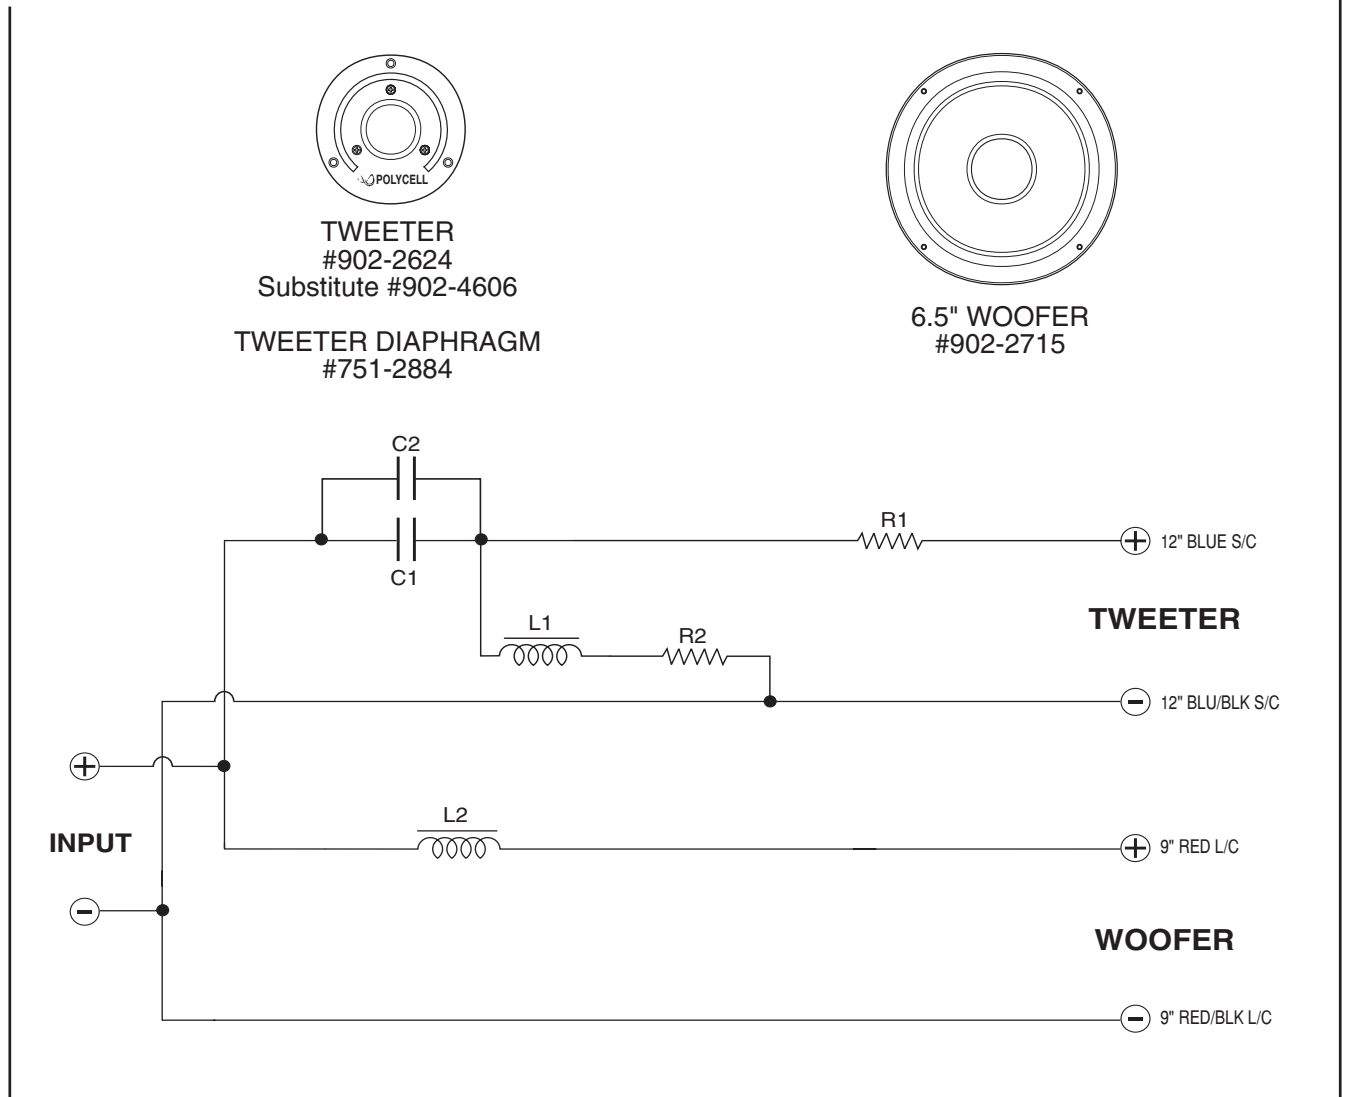 POLYCELL
TWEETER
#902-2624
Substitute #902-4606
TWEETER DIAPHRAGM
#751-2884
6.5" WOOFER
#902-2715
C2
C1
R1
12" BLUE S/C
TWEETER
L1
R2
12" BLU/BLK S/C
INPUT
L2
9" RED L/C
WOOFER
9" RED/BLK L/C